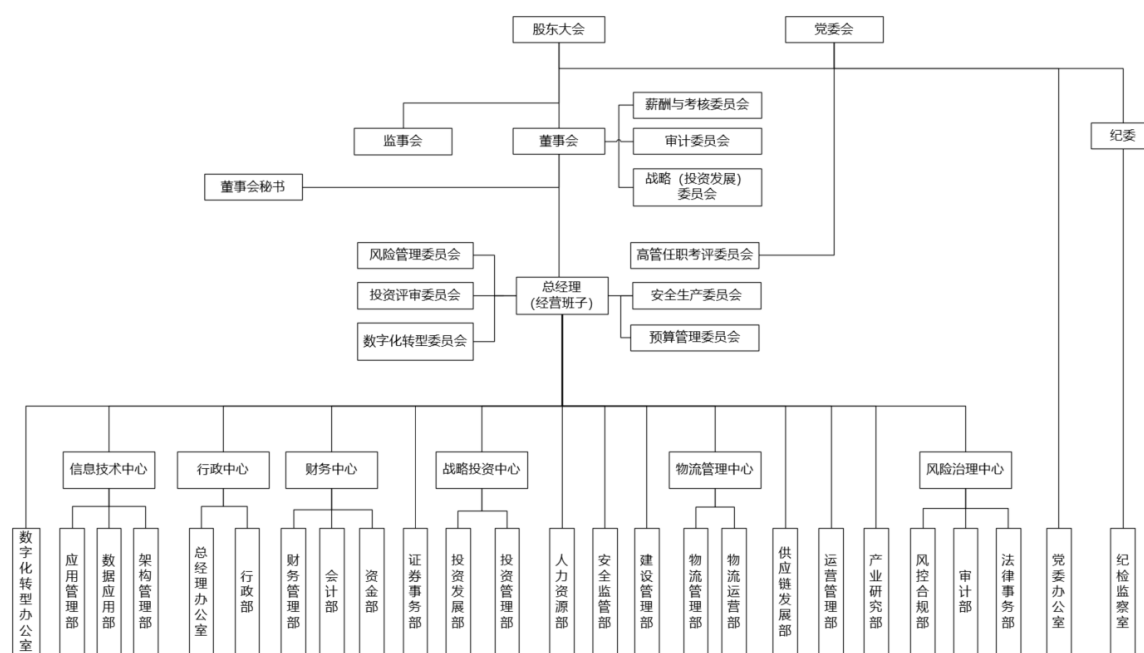 股东大会
党委会
薪酬与考核委员会
监事会
董事会
审计委员会
纪委
董事会秘书
战略（投资发展）
委员会
风险管理委员会
高管任职考评委员会
投资评审委员会
总经理
（经营班子）
安全生产委员会
数字化转型委员会
预算管理委员会
信息技术中心
行政中心
财务中心
战略投资中心
物流管理中心
风险治理中心
数字化转型办公室
应用管理部
数据应用部
架构管理部
总经理办公室
行政部
财务管理部
会计部
资金部
证券事务部
投资发展部
投资管理部
人力资源部
安全监管部
建设管理部
物流管理部
物流运营部
供应链发展部
运营管理部
产业研究部
风控合规部
审计部
法律事务部
党委办公室
纪检监察室